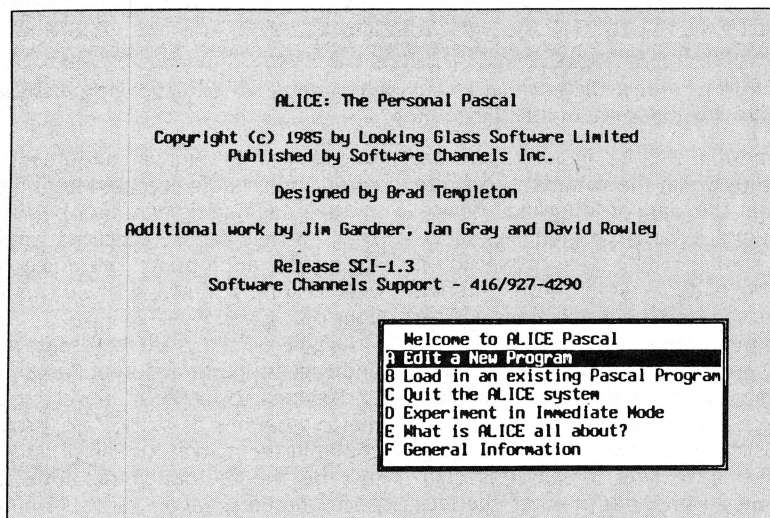 ALICE: The Personal Pascal
Copyright (c) 1985 by Looking Glass Software Limited
Published by Software Channels Inc.
Designed by Brad Templeton
Additional work by Jim Gardner, Jan Gray and David Rowley
Release SCI-1.3
Software Channels Support - 416/927-4290
Welcome to ALICE Pascal
A Edit a New Program
B Load in an existing Pascal Program
C Quit the ALICE system
D Experiment in Immediate Mode
E What is ALICE all about?
F General Information